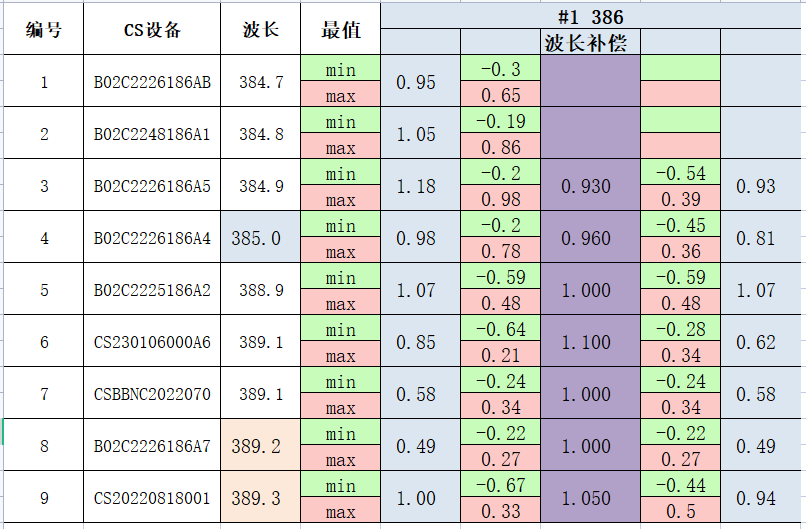 编号 CS设备 波长 最值 #1 386
波长补偿
1 B02C2226186AB 384.7 min 0.95 -0.3
max 0.65
2 B02C2248186A1 384.8 min 1.05 -0.19
max 0.86
3 B02C2226186A5 384.9 min 1.18 -0.2 0.930 -0.54 0.93
max 0.98 0.39
4 B02C2226186A4 385.0 min 0.98 -0.2 0.960 -0.45 0.81
max 0.78 0.36
5 B02C2225186A2 388.9 min 1.07 -0.59 1.000 -0.59 1.07
max 0.48 0.48
6 CS230106000A6 389.1 min 0.85 -0.64 1.100 -0.28 0.62
max 0.21 0.34
7 CSBBNC2022070 389.1 min 0.58 -0.24 1.000 -0.24 0.58
max 0.34 0.34
8 B02C2226186A7 389.2 min 0.49 -0.22 1.000 -0.22 0.49
max 0.27 0.27
9 CS20220818001 389.3 min 1.00 -0.67 1.050 -0.44 0.94
max 0.33 0.5